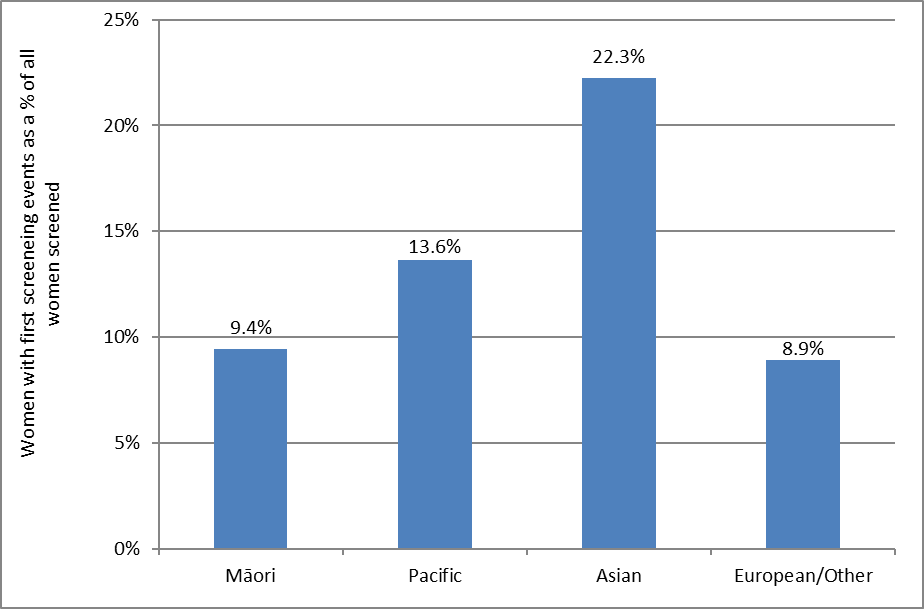 Women with first screeneing events as a % of all
women screened
25%
20%
15%
10%
5%
0%
9.4%
13.6%
22.3%
8.9%
Māori
Pacific
Asian
European/Other